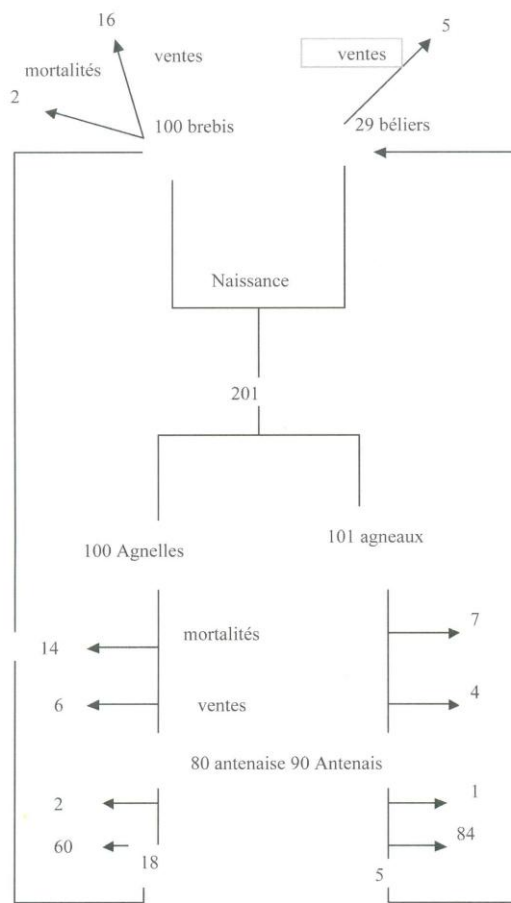 16 5
ventes ventes
mortalités
2
100 brebis 29 béliers
Naissance
201
100 Agnelles 101 agneaux
mortalités 7
14
6 ventes 4
80 antenaise 90 Antenais
2 1
60 84
18 5